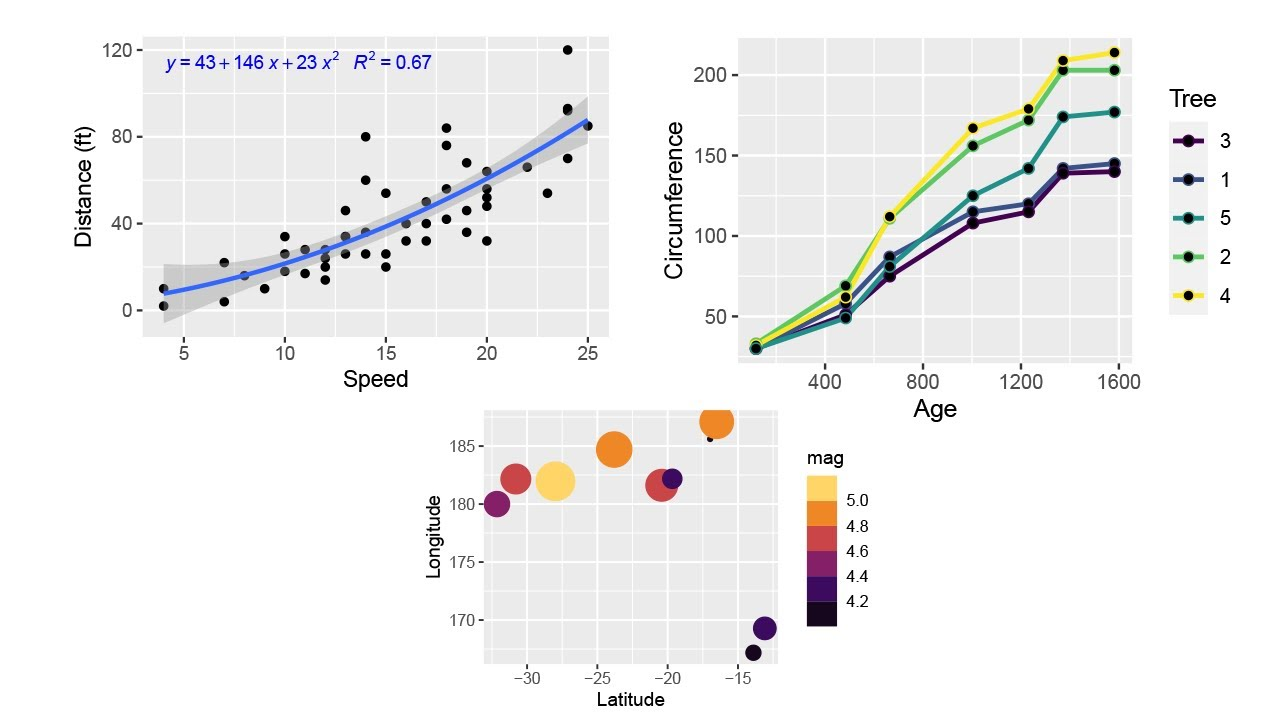 y = 43 + 146 x + 23 x² R² = 0.67
120
80
40
0
Distance (ft)
5 10 15 20 25
Speed
200
150
100
50
Circumference
400 800 1200 1600
Age
Tree
3
1
5
2
4
185
180
175
170
Longitude
−30 −25 −20 −15
Latitude
mag
5.0
4.8
4.6
4.4
4.2